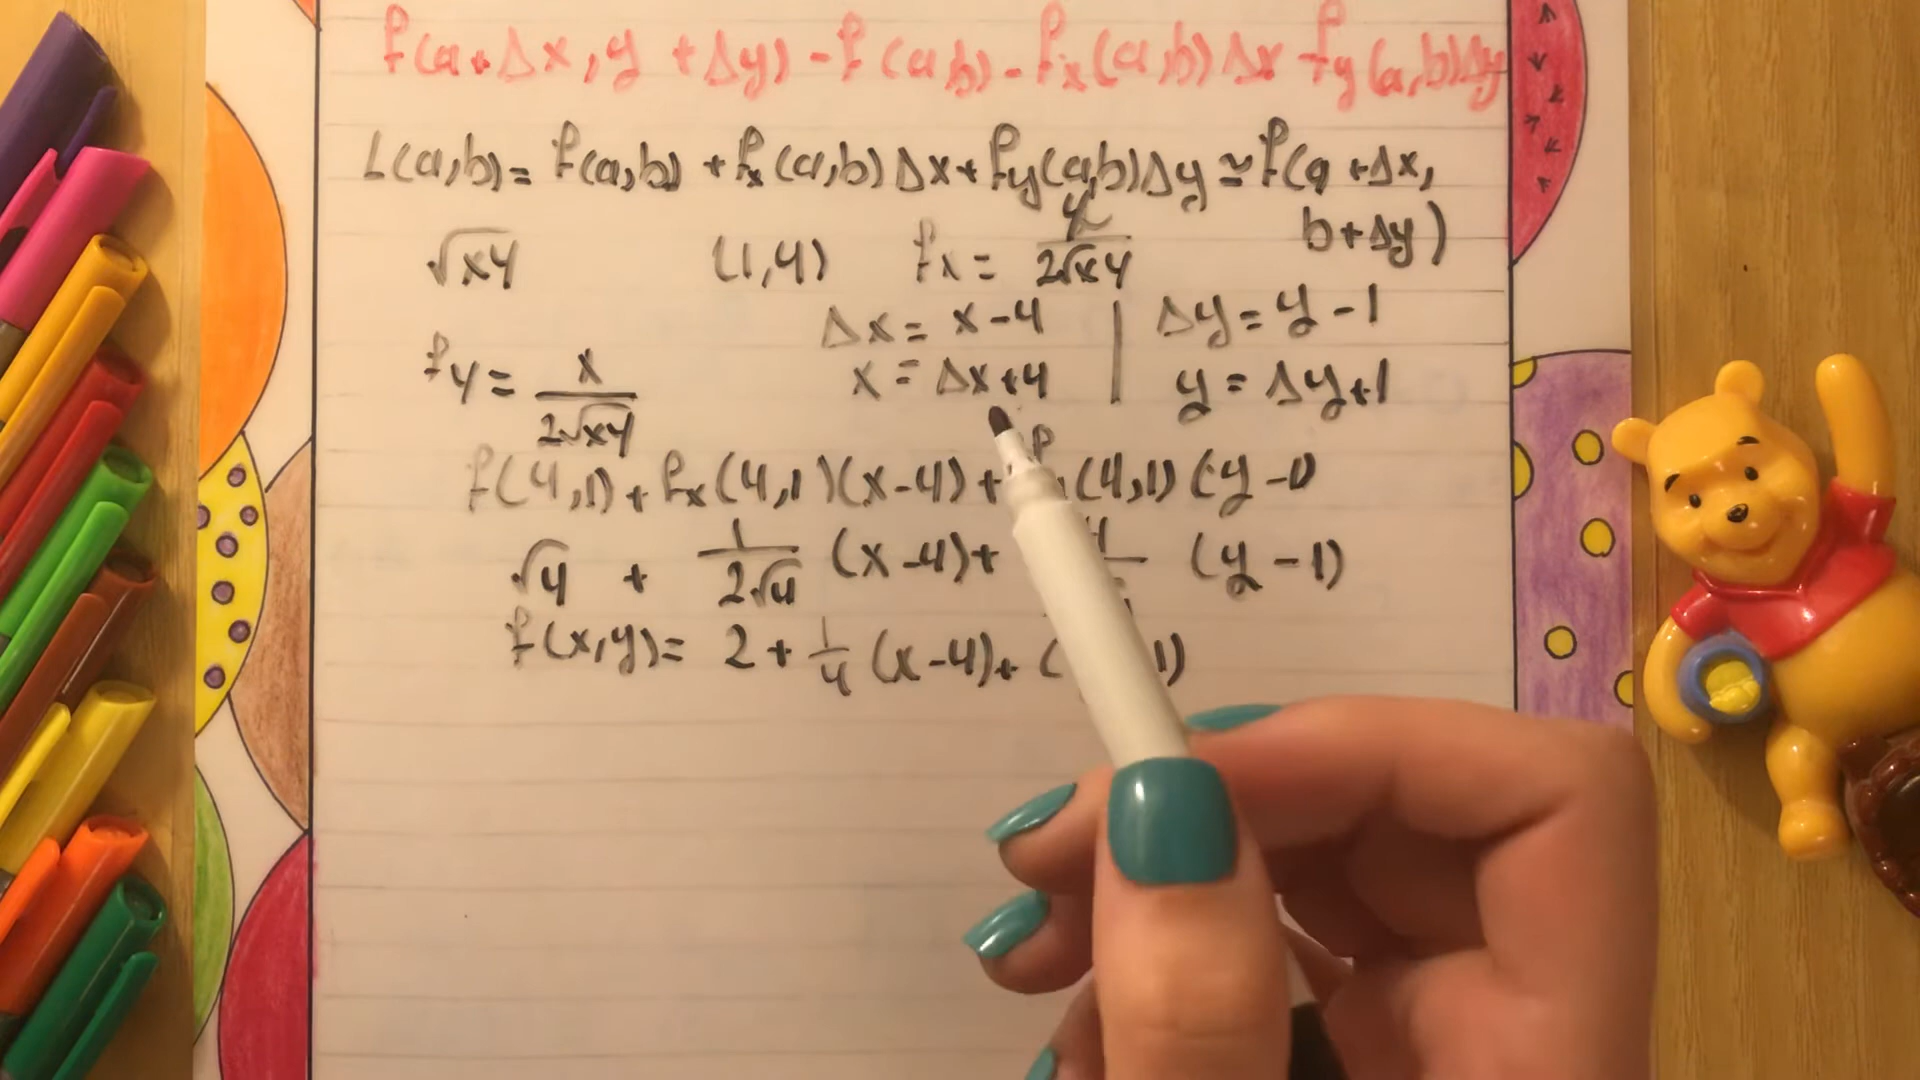 f(a+Δx, y+Δy) - f(a,b) - fx(a,b)Δx fy(a,b)Δy
L(a,b) = f(a,b) + fx(a,b)Δx + fy(a,b)Δy ≃ f(a+Δx,
b+Δy)
√xy (1,4) fx = y/2√xy
Δx = x-4 | Δy = y-1
fy = x/2√xy x = Δx+4 | y = Δy+1
f(4,1) + fx(4,1)(x-4) + f (4,1)(y-1)
√4 + 1/2√4 (x-4) + 4/ (y-1)
f(x,y) = 2 + 1/4 (x-4) + ( 1)